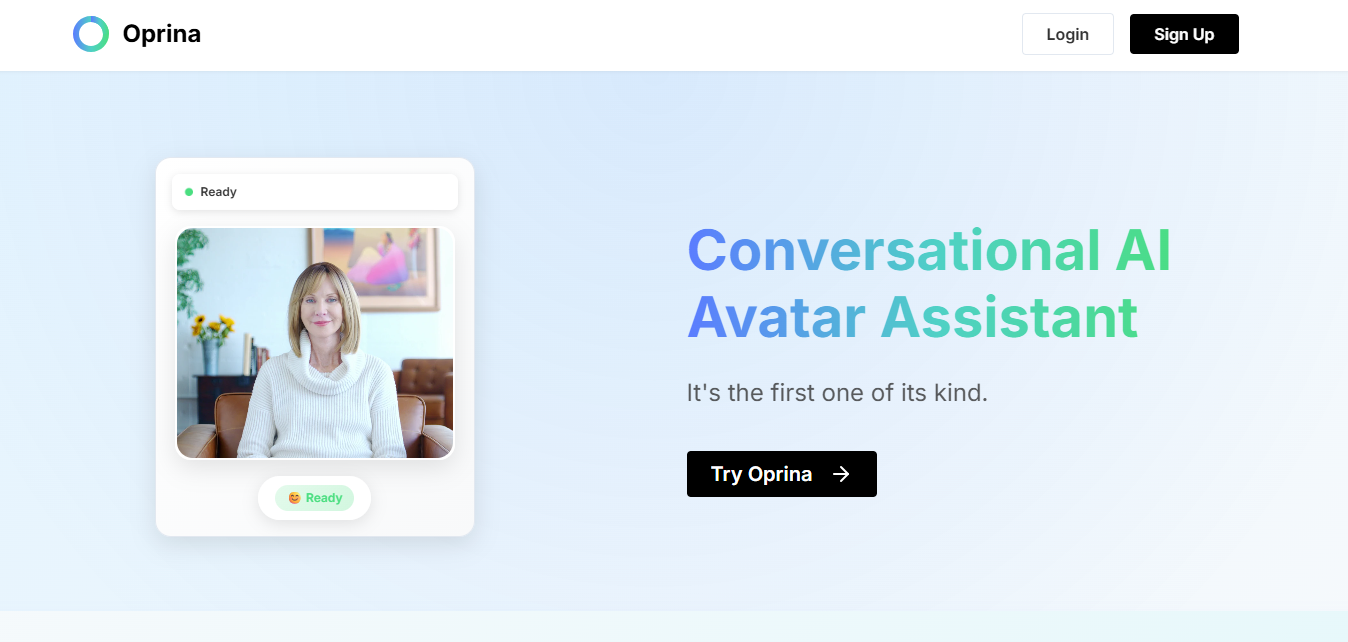 Oprina
Login
Sign Up
Ready
Conversational AI
Avatar Assistant
It's the first one of its kind.
Try Oprina
Ready